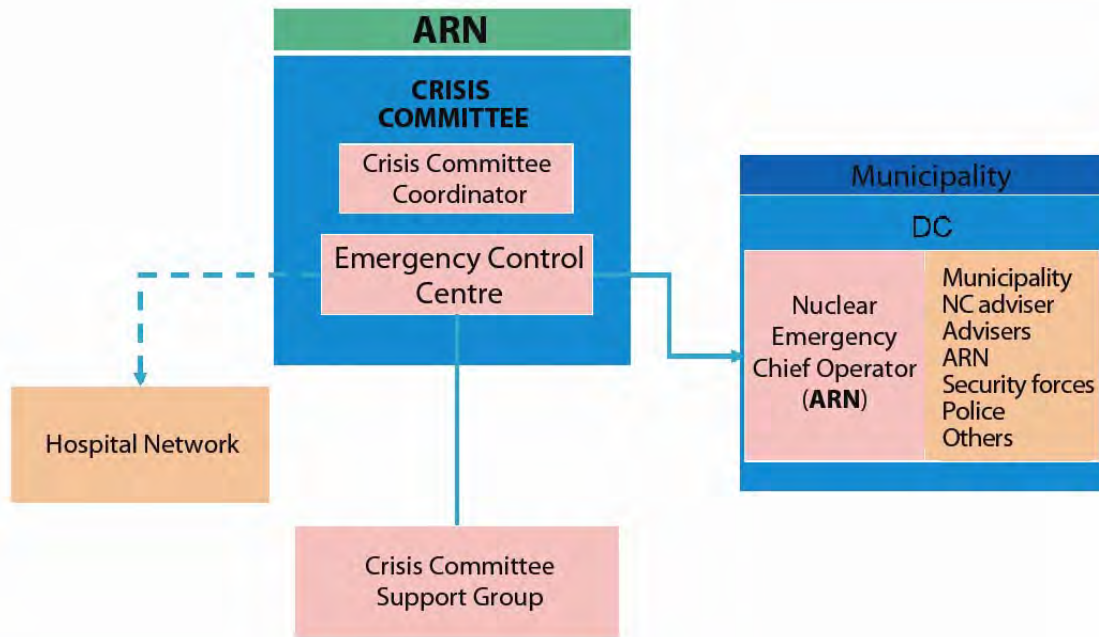 ARN
CRISIS
COMMITTEE
Crisis Committee
Coordinator
Emergency Control
Centre
Municipality
DC
Nuclear
Emergency
Chief Operator
(ARN)
Municipality
NC adviser
Advisers
ARN
Security forces
Police
Others
Hospital Network
Crisis Committee
Support Group